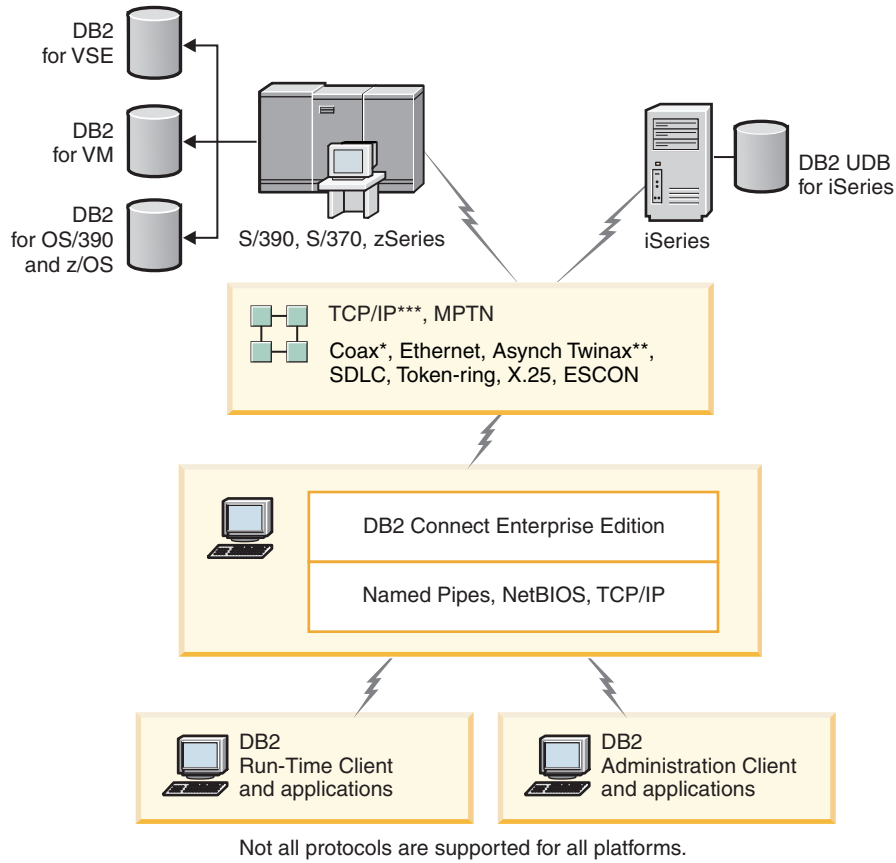 DB2
for VSE
DB2
for VM
DB2
for OS/390
and z/OS
S/390, S/370, zSeries
iSeries
DB2 UDB
for iSeries
TCP/IP***, MPTN
Coax*, Ethernet, Asynch Twinax**,
SDLC, Token-ring, X.25, ESCON
DB2 Connect Enterprise Edition
Named Pipes, NetBIOS, TCP/IP
DB2
Run-Time Client
and applications
DB2
Administration Client
and applications
Not all protocols are supported for all platforms.